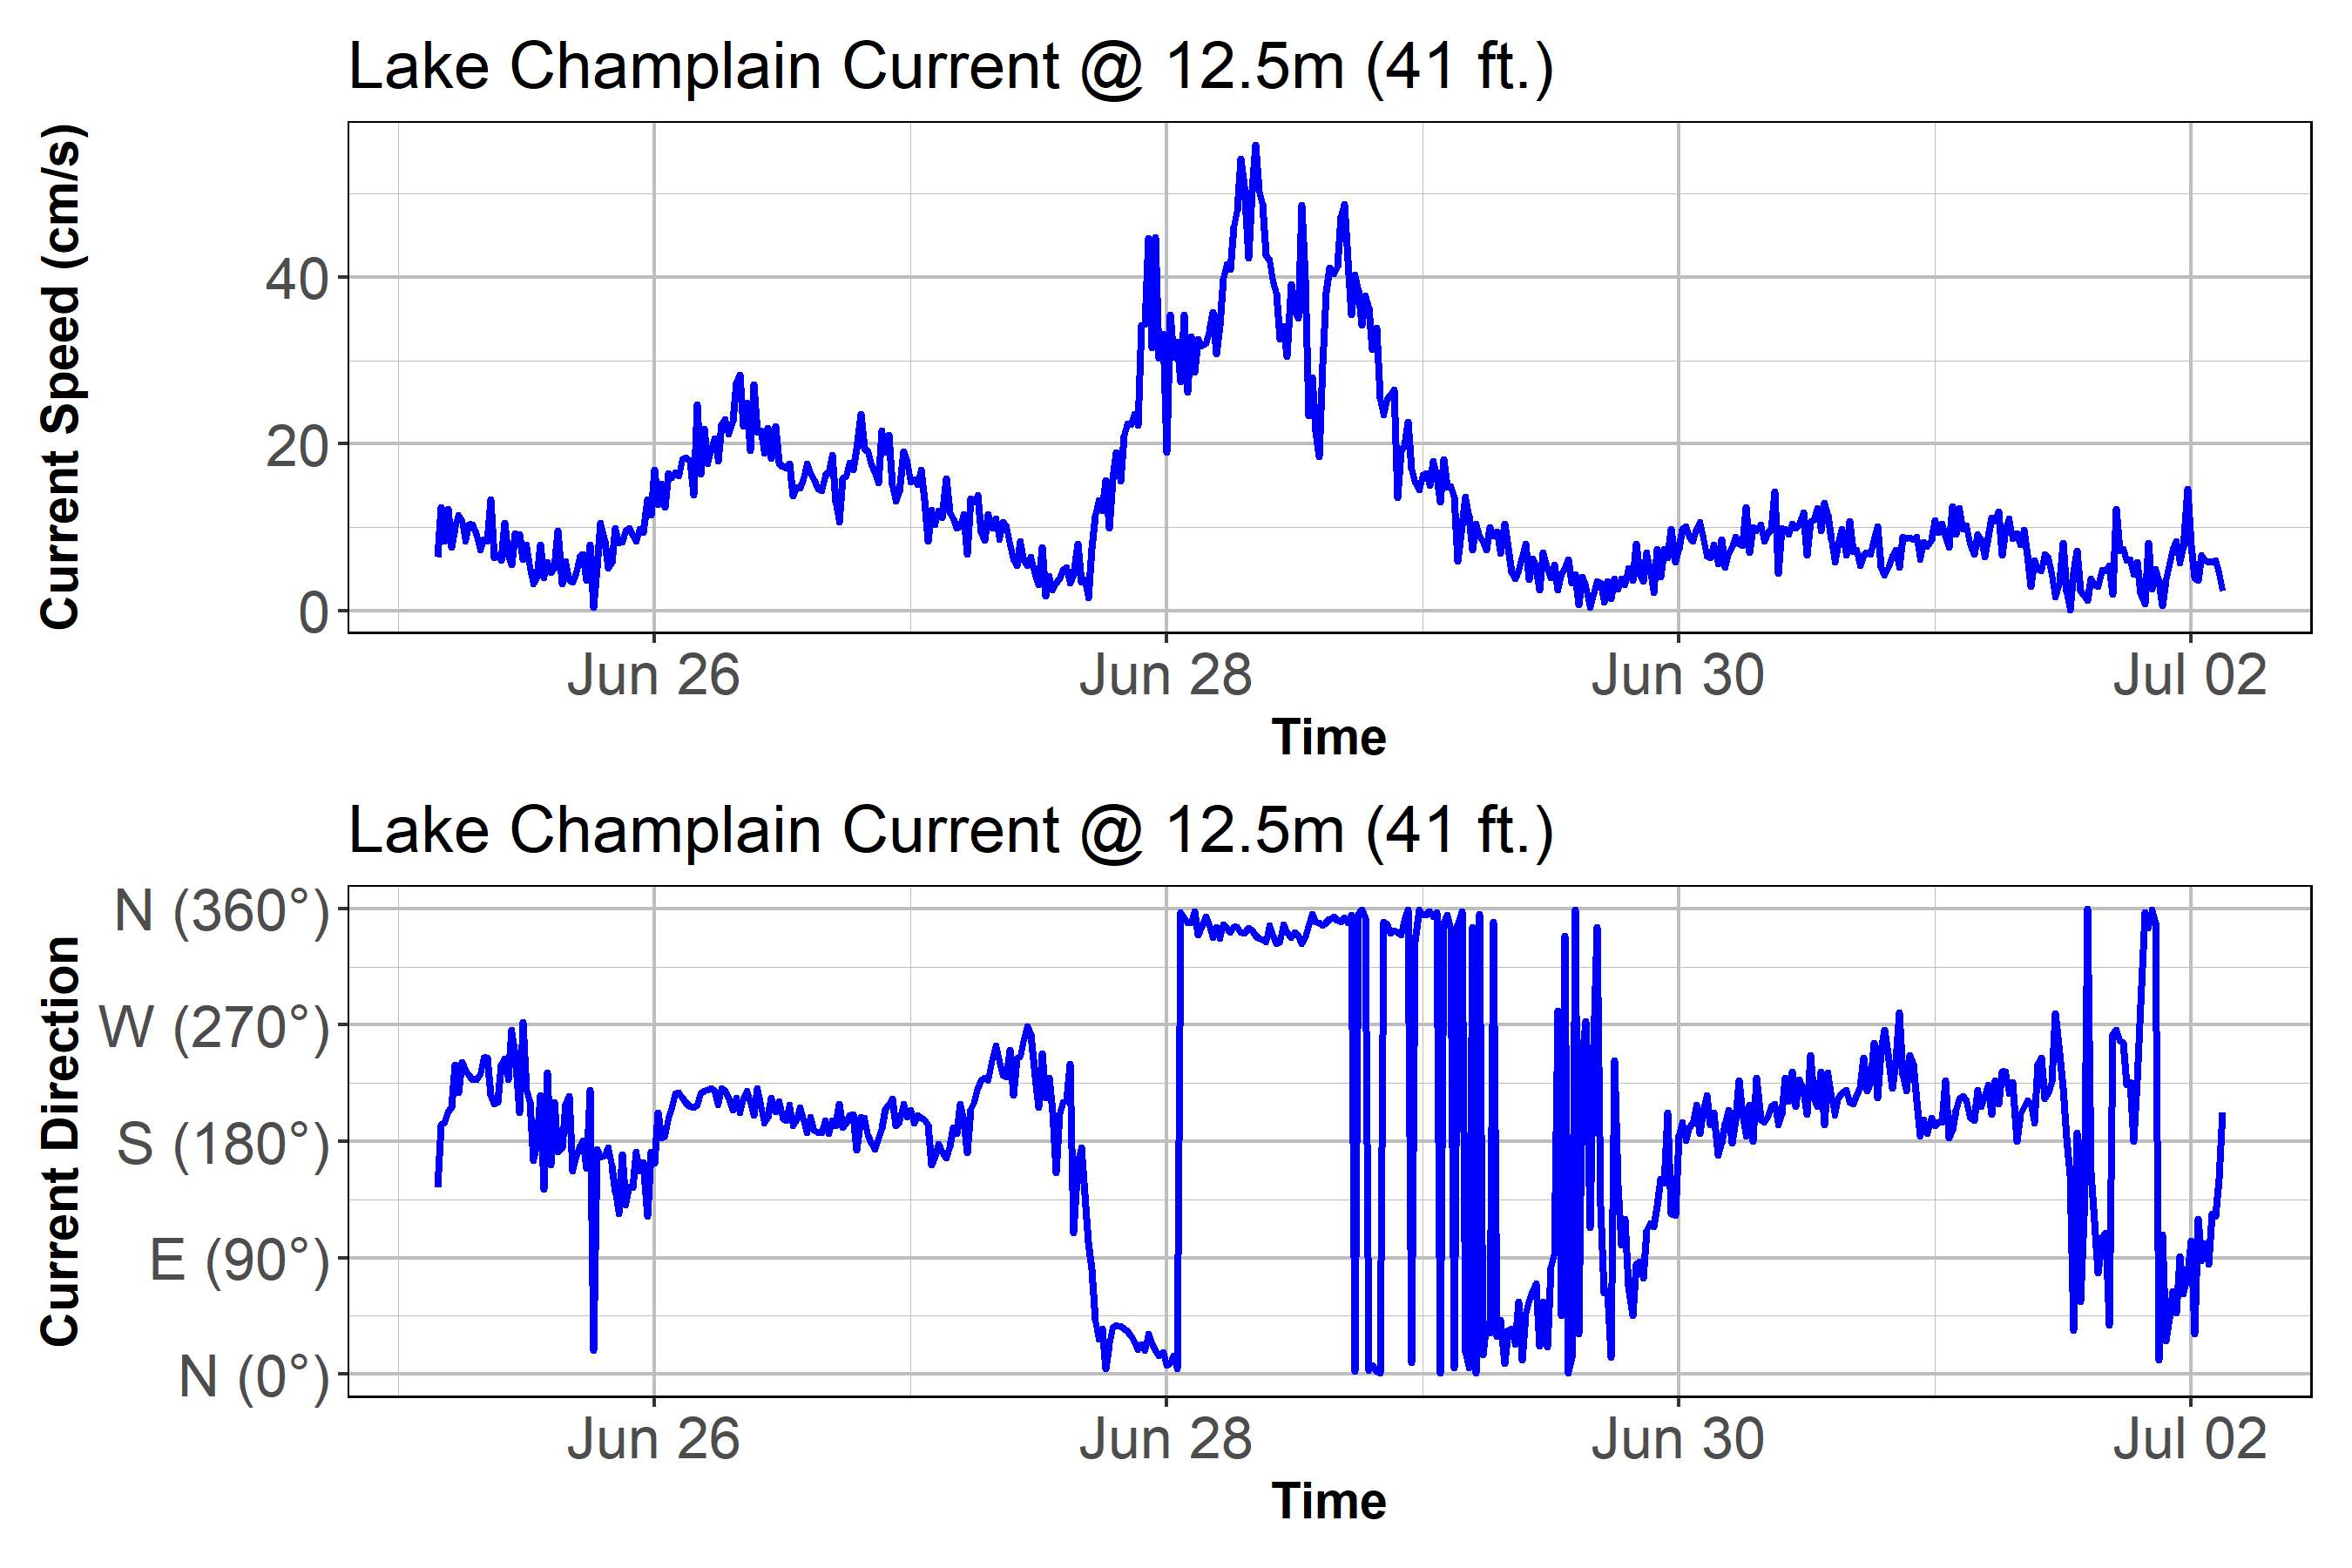 Lake Champlain Current @ 12.5m (41 ft.)
Current Speed (cm/s)
40
20
0
Jun 26
Jun 28
Jun 30
Jul 02
Time
Lake Champlain Current @ 12.5m (41 ft.)
Current Direction
N (360°)
W (270°)
S (180°)
E (90°)
N (0°)
Jun 26
Jun 28
Jun 30
Jul 02
Time